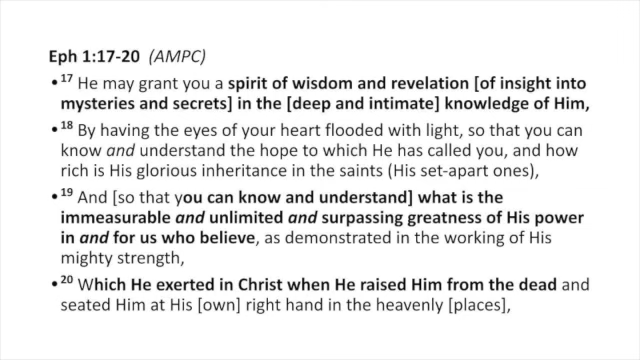 Eph 1:17-20 (AMPC)
• 17 He may grant you a spirit of wisdom and revelation [of insight into
mysteries and secrets] in the [deep and intimate] knowledge of Him,
• 18 By having the eyes of your heart flooded with light, so that you can
know and understand the hope to which He has called you, and how
rich is His glorious inheritance in the saints (His set-apart ones),
• 19 And [so that you can know and understand] what is the
immeasurable and unlimited and surpassing greatness of His power
in and for us who believe, as demonstrated in the working of His
mighty strength,
• 20 Which He exerted in Christ when He raised Him from the dead and
seated Him at His [own] right hand in the heavenly [places],